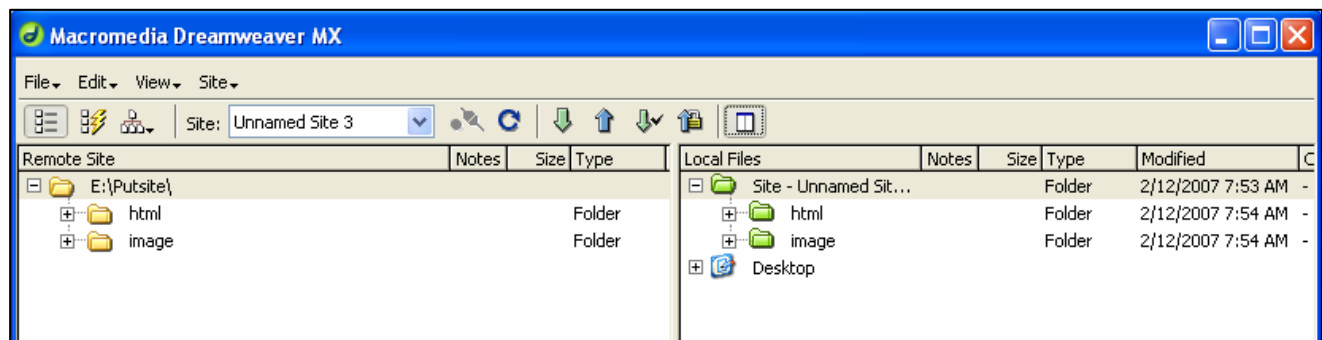 Macromedia Dreamweaver MX
File Edit View Site
Site: Unnamed Site 3
Remote Site Notes Size Type Local Files Notes Size Type Modified C
E:\Putsite\ Site - Unnamed Sit... Folder 2/12/2007 7:53 AM -
html Folder html Folder 2/12/2007 7:54 AM -
image Folder image Folder 2/12/2007 7:54 AM -
Desktop